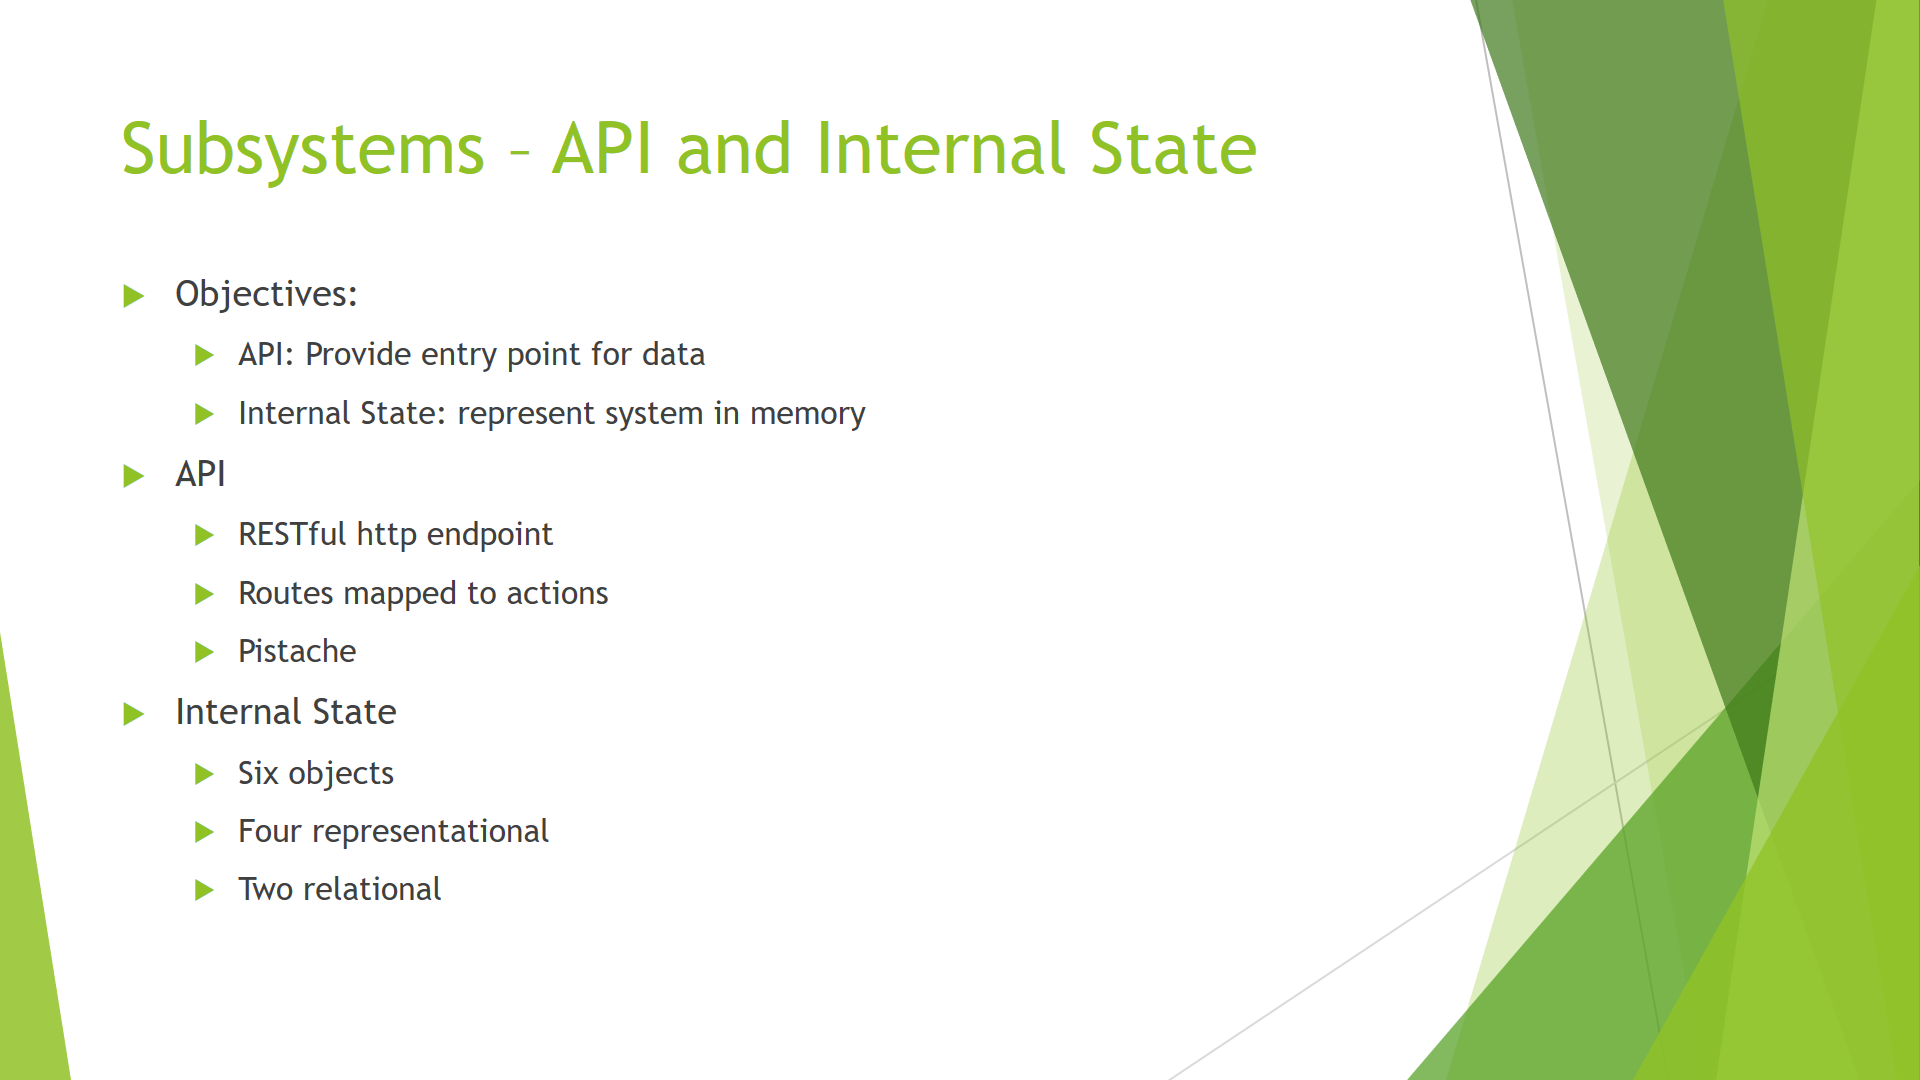 Subsystems – API and Internal State
Objectives:
API: Provide entry point for data
Internal State: represent system in memory
API
RESTful http endpoint
Routes mapped to actions
Pistache
Internal State
Six objects
Four representational
Two relational